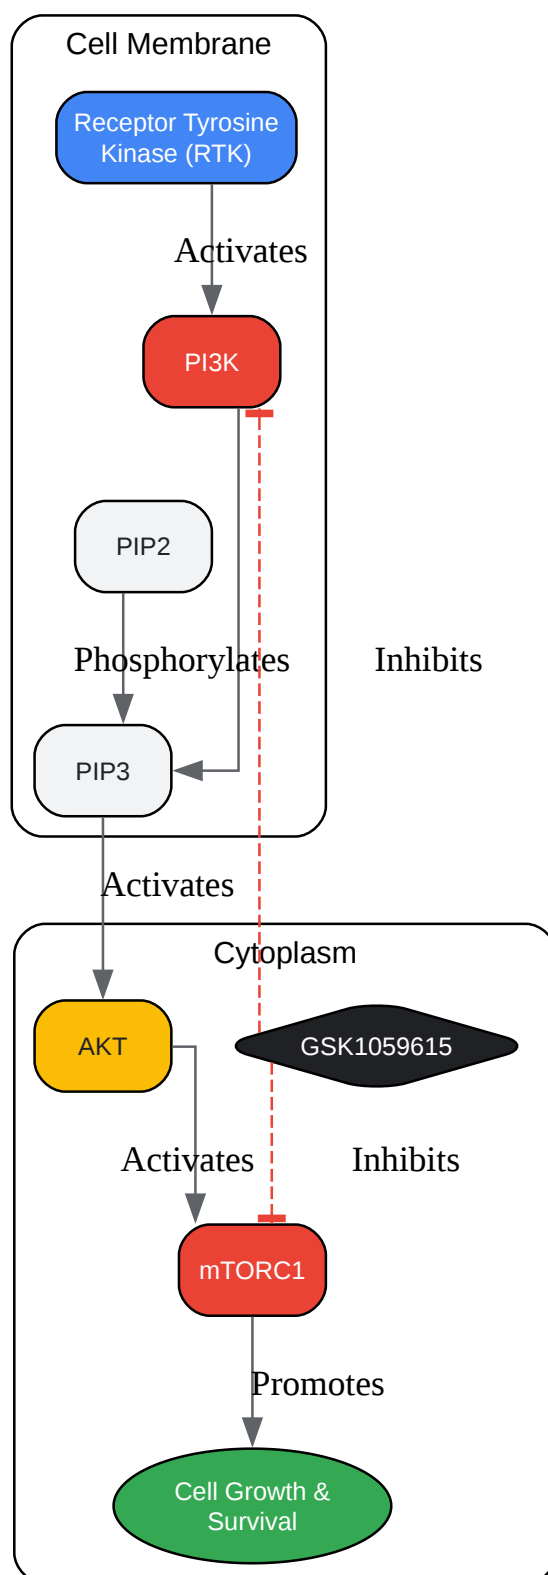 Cell Membrane
Receptor Tyrosine
Kinase (RTK)
Activates
PI3K
PIP2
Phosphorylates
Inhibits
PIP3
Activates
Cytoplasm
AKT
GSK1059615
Activates
Inhibits
mTORC1
Promotes
Cell Growth &
Survival